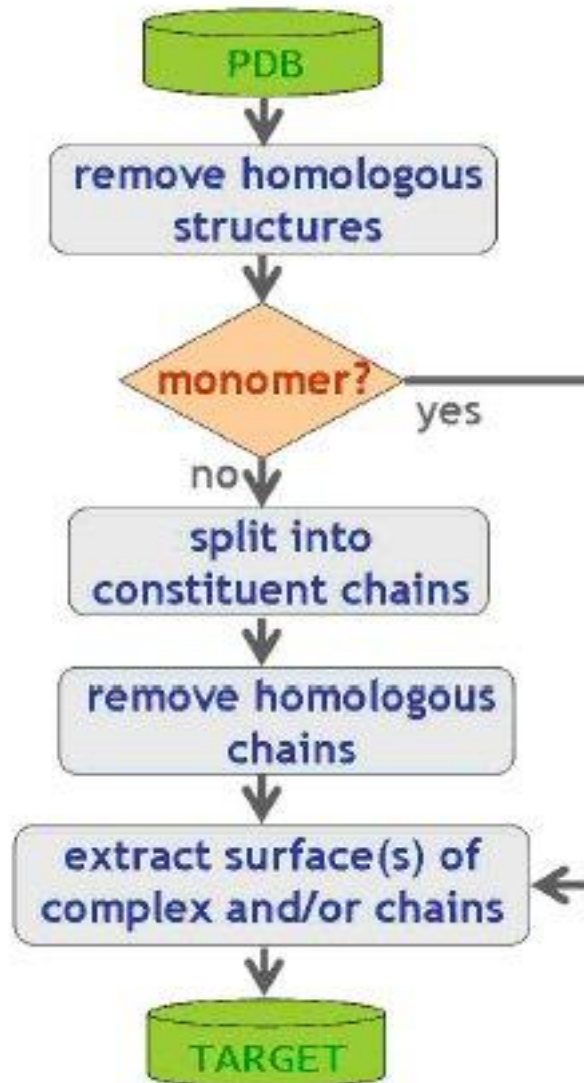 PDB
remove homologous
structures
monomer?
yes
no
split into
constituent chains
remove homologous
chains
extract surface(s) of
complex and/or chains
TARGET